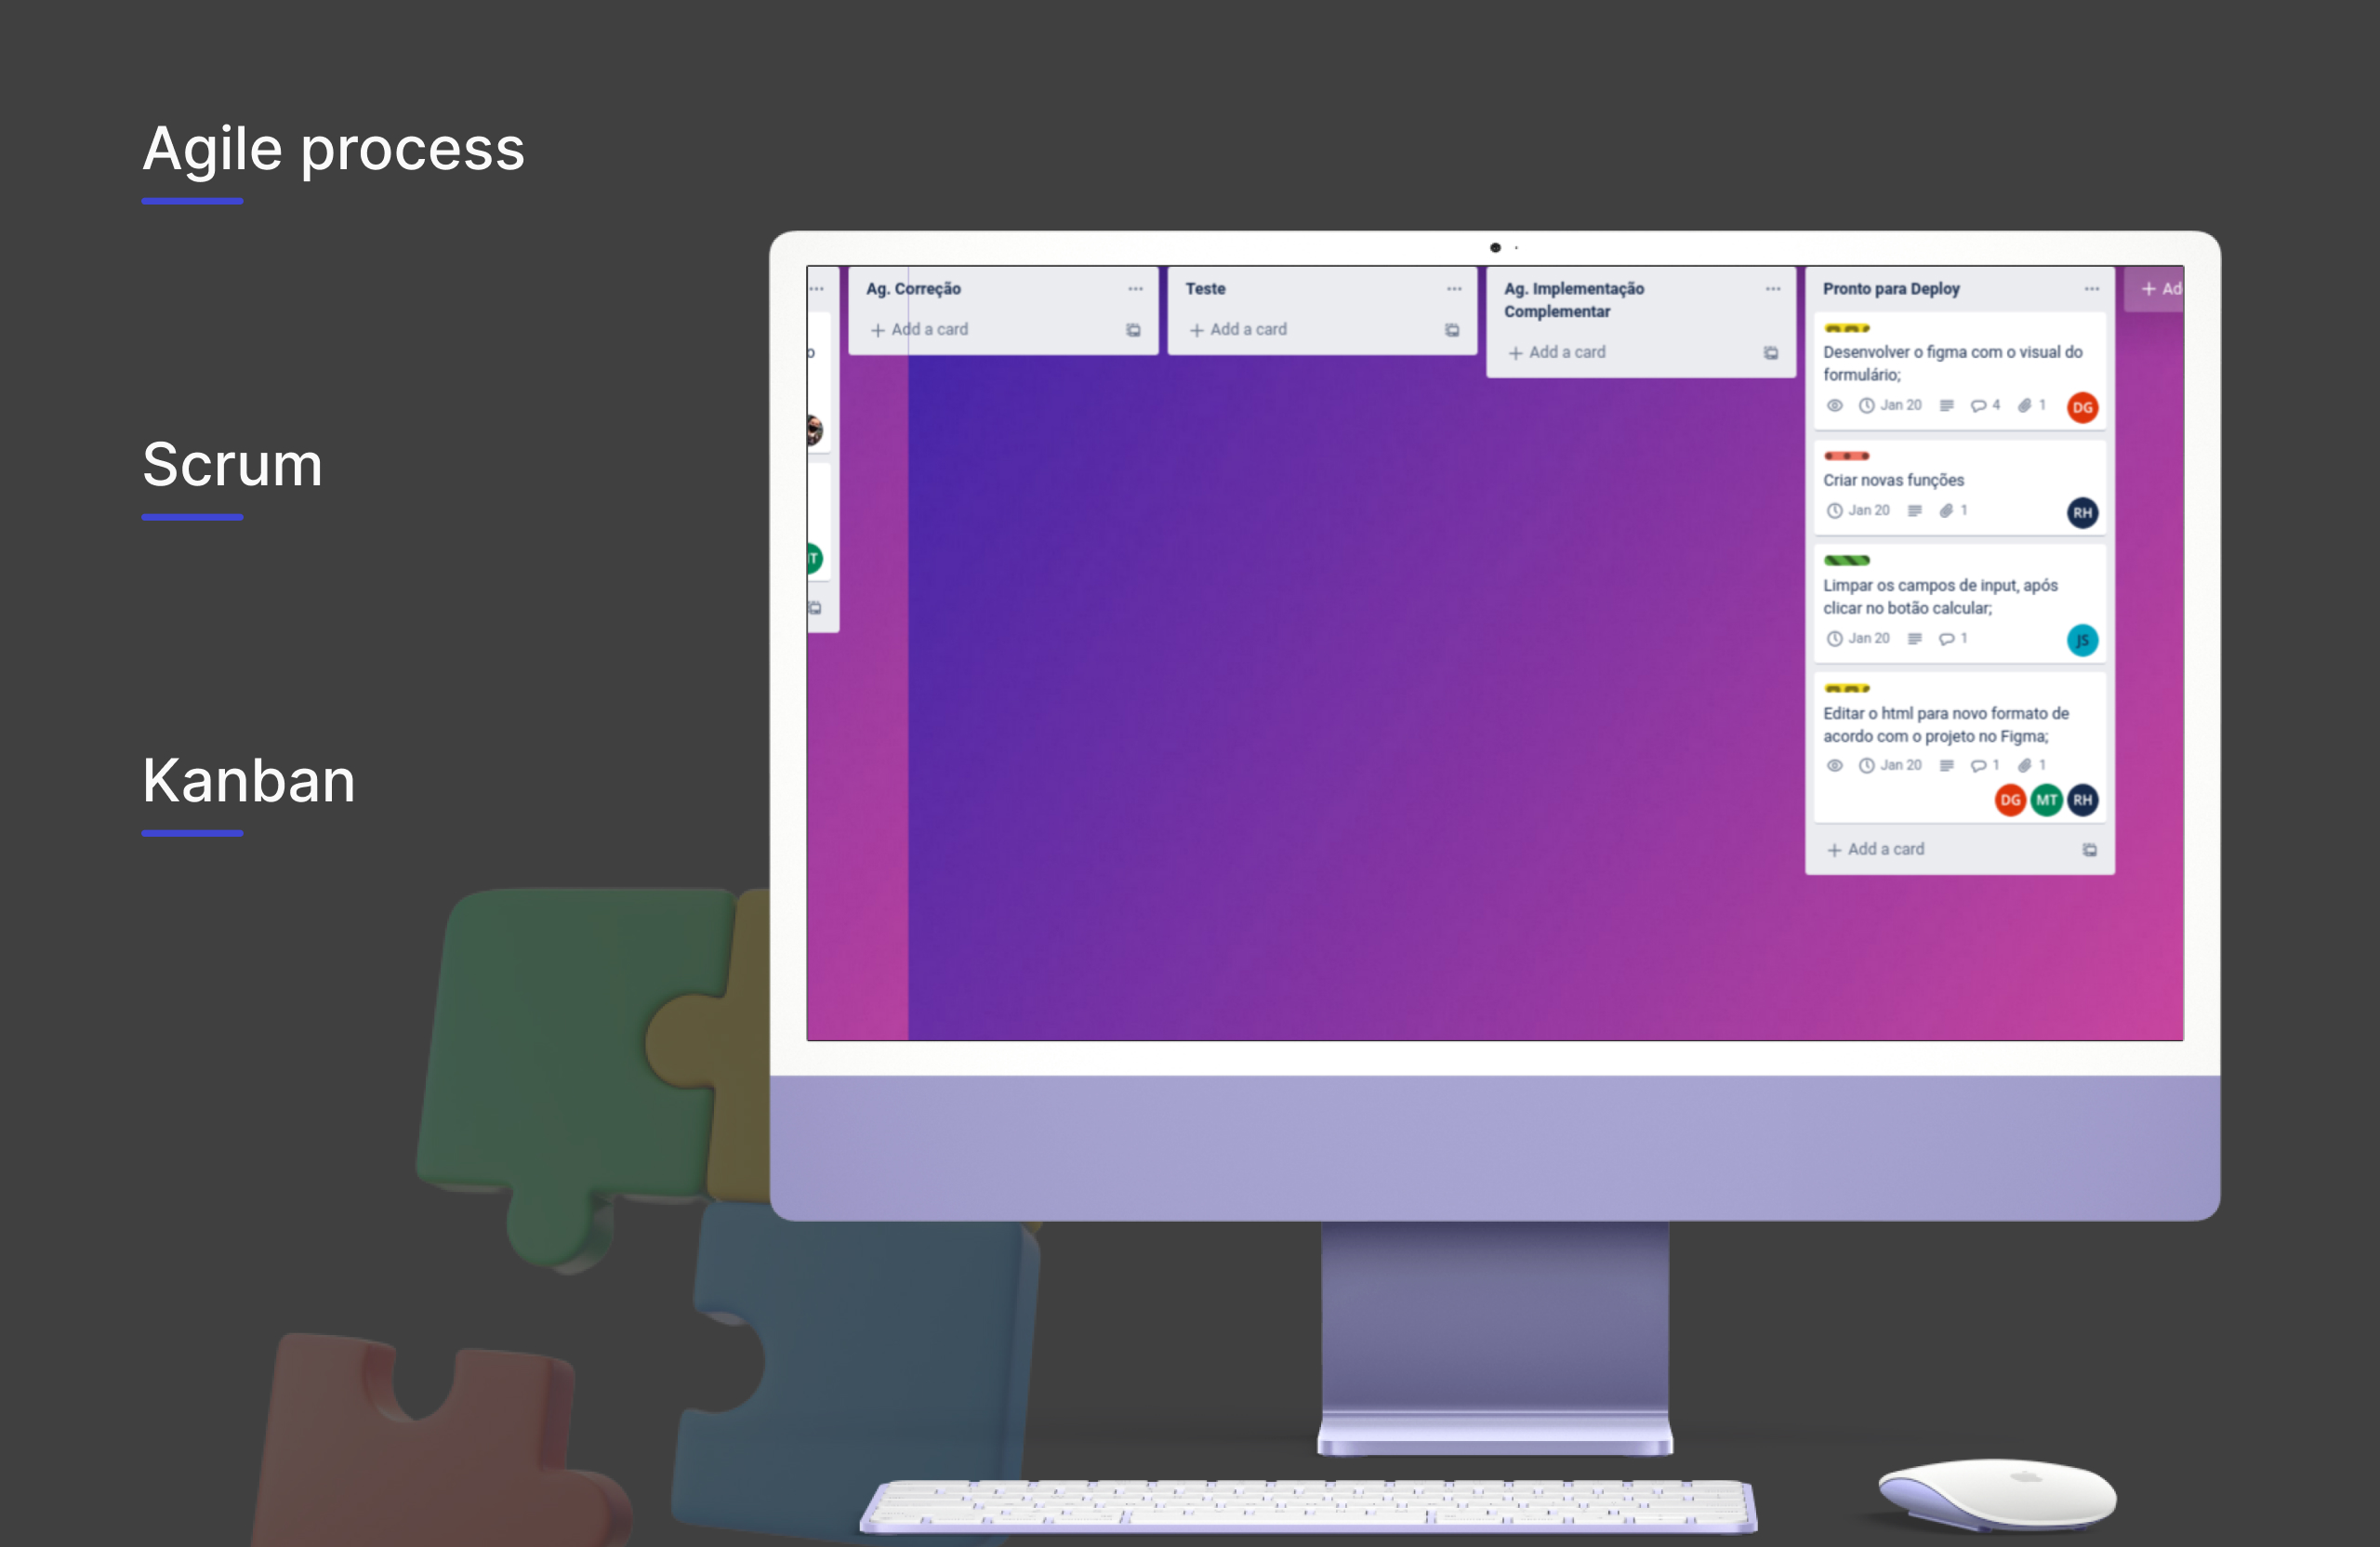 Agile process
Scrum
Kanban
Ag. Correção
Add a card
Teste
Add a card
Ag. Implementação
Complementar
Add a card
Pronto para Deploy
Desenvolver o figma com o visual do
formulário;
Jan 20 4 1
DG
Criar novas funções
Jan 20 1
RH
Limpar os campos de input, após
clicar no botão calcular;
Jan 20 1
JS
Editar o html para novo formato de
acordo com o projeto no Figma;
Jan 20 1 1
DG MT RH
Add a card